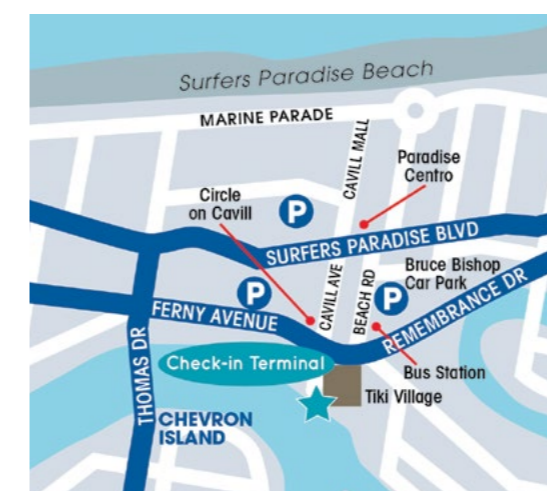 Surfers Paradise Beach
MARINE PARADE
CAVILL MALL
Paradise
Centro
Circle
on Cavill
P
SURFERS PARADISE BLVD
Bruce Bishop
Car Park
P
P
CAVILL AVE
BEACH RD
REMEMBRANCE DR
FERNY AVENUE
THOMAS DR
Check-in Terminal
Bus Station
Tiki Village
CHEVRON
ISLAND